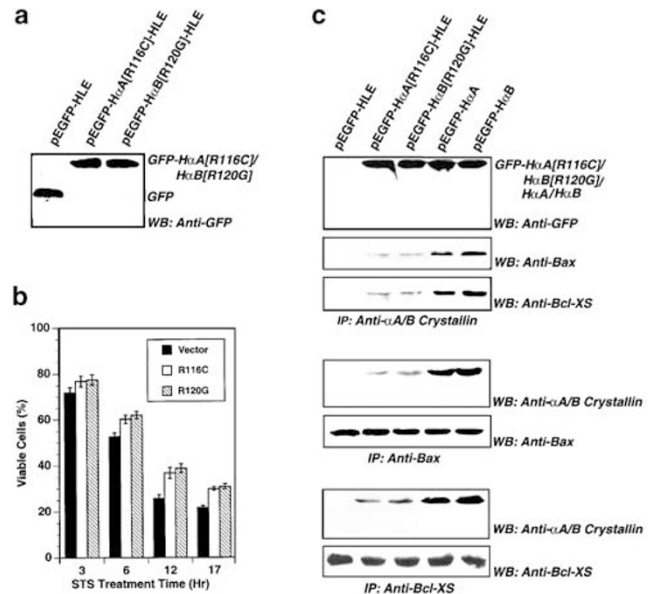 a
pEGFP-HLE
pEGFP-HαA[R116C]-HLE
pEGFP-HαB[R120G]-HLE
GFP-HαA[R116C]/
HαB[R120G]
GFP
WB: Anti-GFP
b
Viable Cells (%)
100
80
60
40
20
0
Vector
R116C
R120G
3 6 12 17
STS Treatment Time (Hr)
c
pEGFP-HLE
pEGFP-HαA[R116C]-HLE
pEGFP-HαB[R120G]-HLE
pEGFP-HαA
pEGFP-HαB
GFP-HαA[R116C]/
HαB[R120G]/
HαA/HαB
WB: Anti-GFP
WB: Anti-Bax
WB: Anti-Bcl-XS
IP: Anti-αA/B Crystallin
WB: Anti-αA/B Crystallin
WB: Anti-Bax
IP: Anti-Bax
WB: Anti-αA/B Crystallin
WB: Anti-Bcl-XS
IP: Anti-Bcl-XS